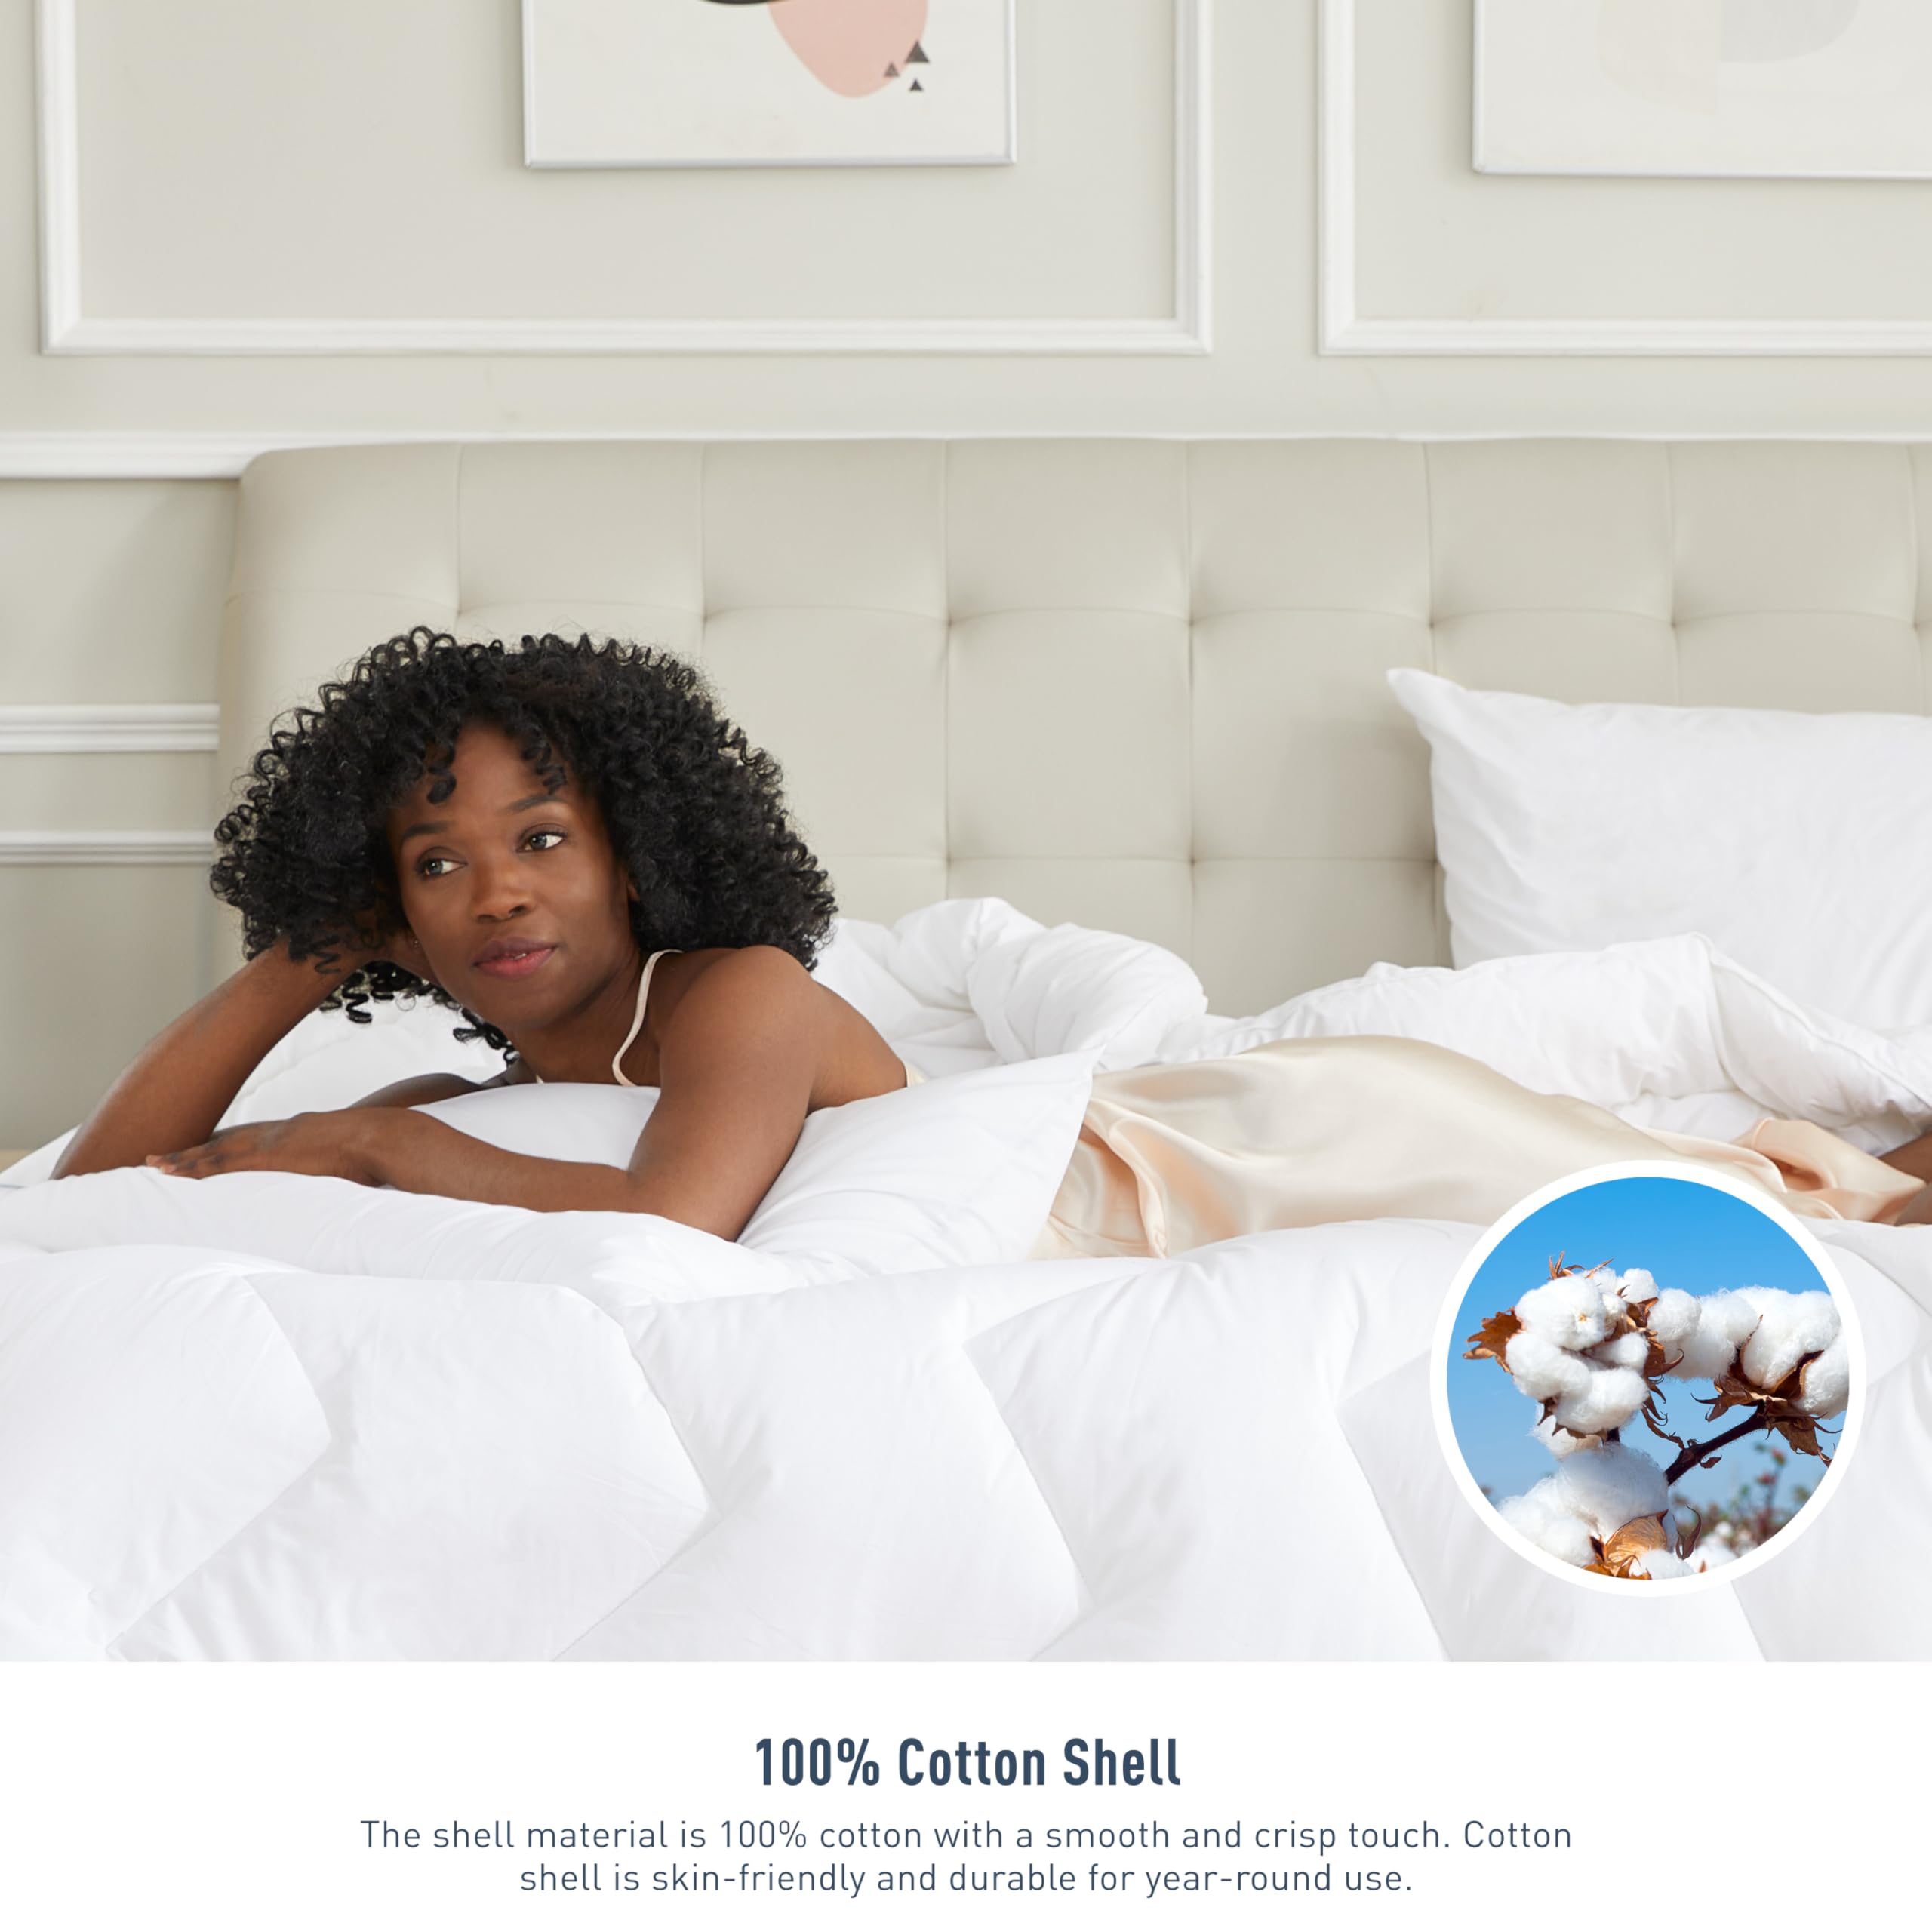 100% Cotton Shell
The shell material is 100% cotton with a smooth and crisp touch. Cotton
shell is skin-friendly and durable for year-round use.